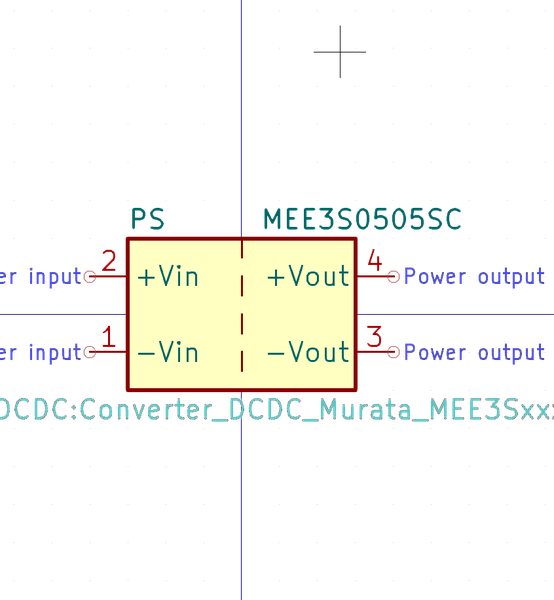 PS MEE3S0505SC
er input 2 +Vin +Vout 4 Power output
er input 1 −Vin −Vout 3 Power output
DCDC:Converter_DCDC_Murata_MEE3Sxx